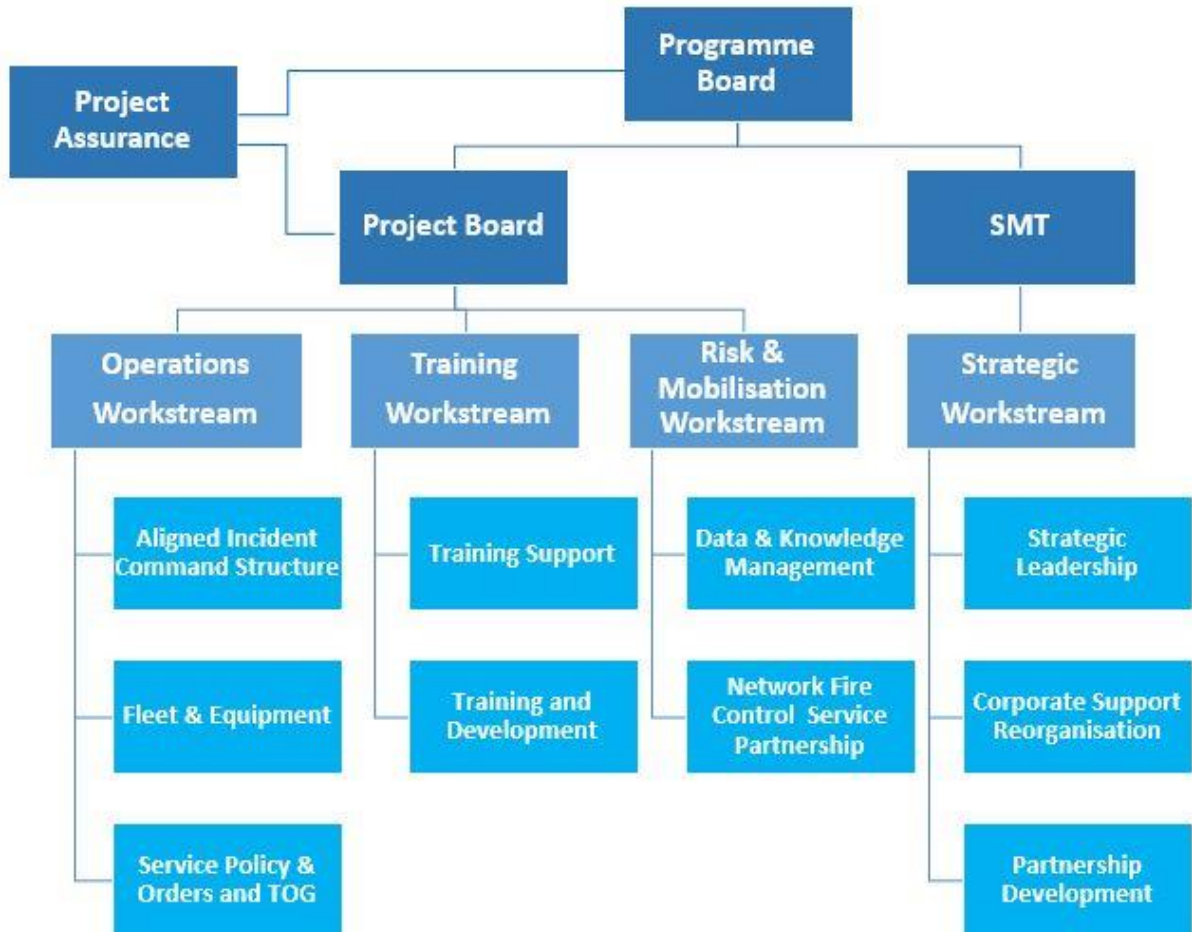 Programme
Board
Project
Assurance
Project Board
SMT
Operations
Workstream
Training
Workstream
Risk &
Mobilisation
Workstream
Strategic
Workstream
Aligned Incident
Command Structure
Training Support
Data & Knowledge
Management
Strategic
Leadership
Fleet & Equipment
Training and
Development
Network Fire
Control Service
Partnership
Corporate Support
Reorganisation
Service Policy &
Orders and TOG
Partnership
Development